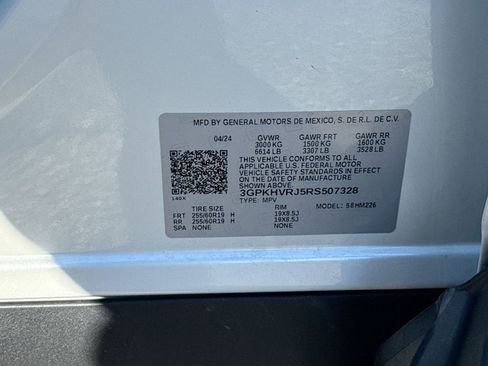 MFD BY GENERAL MOTORS DE MEXICO, S. DE R.L. DE C.V.
04/24 GVWR GAWR FRT GAWR RR
3000 KG 1500 KG 1600 KG
6614 LB 3307 LB 3528 LB
THIS VEHICLE CONFORMS TO ALL
APPLICABLE U.S. FEDERAL MOTOR
VEHICLE SAFETY STANDARDS IN EFFECT
ON THE DATE OF MANUFACTURE
SHOWN ABOVE.
140X 3GPKHVRJ5RS507328
TYPE: MPV MODEL: 58HM226
TIRE SIZE RIM
FRT 255/60R19 H 19X8.5J
RR 255/60R19 H 19X8.5J
SPA NONE NONE